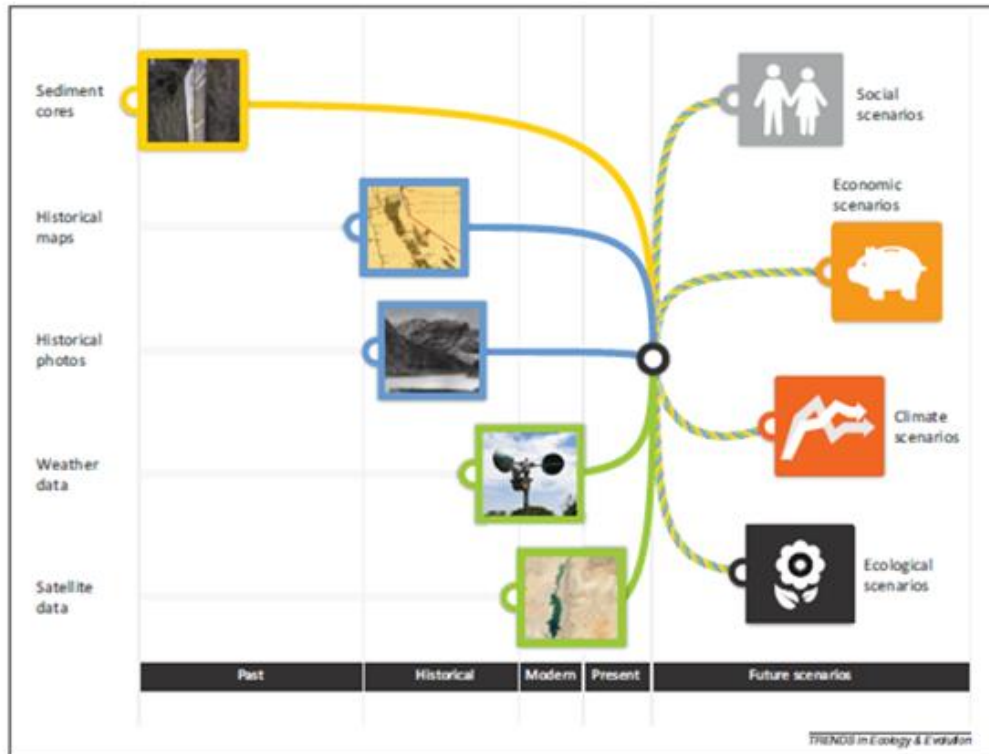 Sediment
cores
Social
scenarios
Economic
scenarios
Historical
maps
Historical
photos
Climate
scenarios
Weather
data
Ecological
scenarios
Satellite
data
Past
Historical
Modern
Present
Future scenarios
TRENDS in Ecology & Evolution